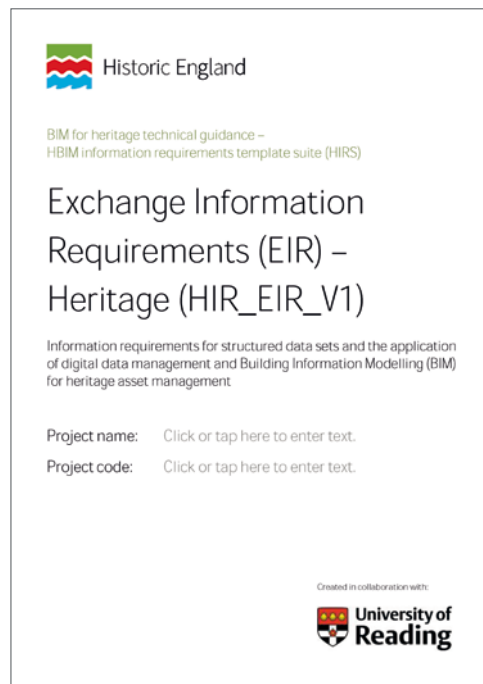 Historic England
BIM for heritage technical guidance –
HBIM information requirements template suite (HIRS)
Exchange Information
Requirements (EIR) –
Heritage (HIR_EIR_V1)
Information requirements for structured data sets and the application
of digital data management and Building Information Modelling (BIM)
for heritage asset management
Project name: Click or tap here to enter text.
Project code: Click or tap here to enter text.
Created in collaboration with:
University of
Reading